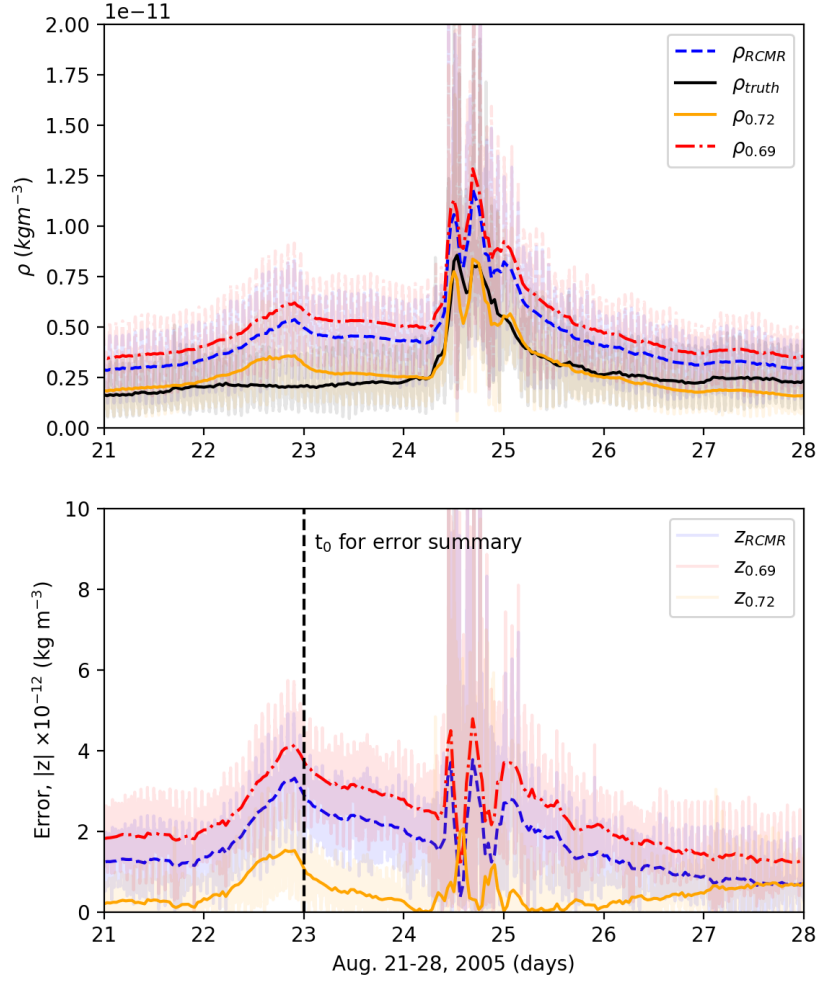 1e−11
2.00
1.75
1.50
1.25
1.00
0.75
0.50
0.25
0.00
ρ (kgm⁻³)
ρ_RCMR
ρ_truth
ρ_0.72
ρ_0.69
21 22 23 24 25 26 27 28
10
8
6
4
2
0
Error, |z| ×10⁻¹² (kg m⁻³)
t₀ for error summary
z_RCMR
z_0.69
z_0.72
21 22 23 24 25 26 27 28
Aug. 21-28, 2005 (days)